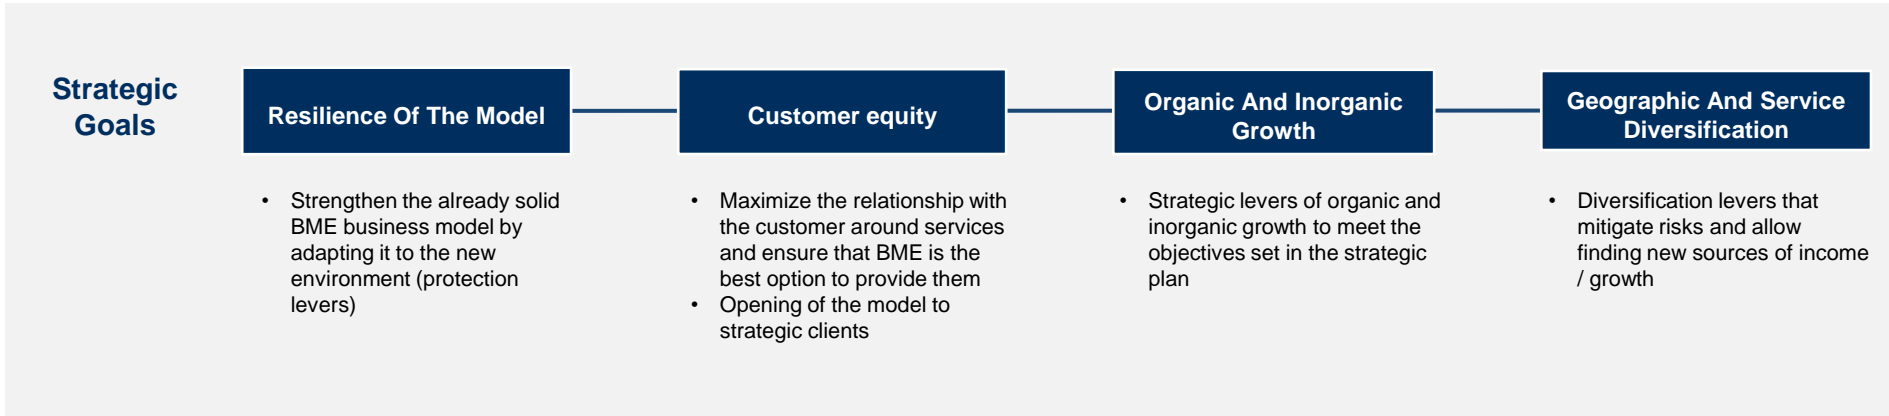 Strategic
Goals
Resilience Of The Model
• Strengthen the already solid
BME business model by
adapting it to the new
environment (protection
levers)
Customer equity
• Maximize the relationship with
the customer around services
and ensure that BME is the
best option to provide them
• Opening of the model to
strategic clients
Organic And Inorganic
Growth
• Strategic levers of organic and
inorganic growth to meet the
objectives set in the strategic
plan
Geographic And Service
Diversification
• Diversification levers that
mitigate risks and allow
finding new sources of income
/ growth